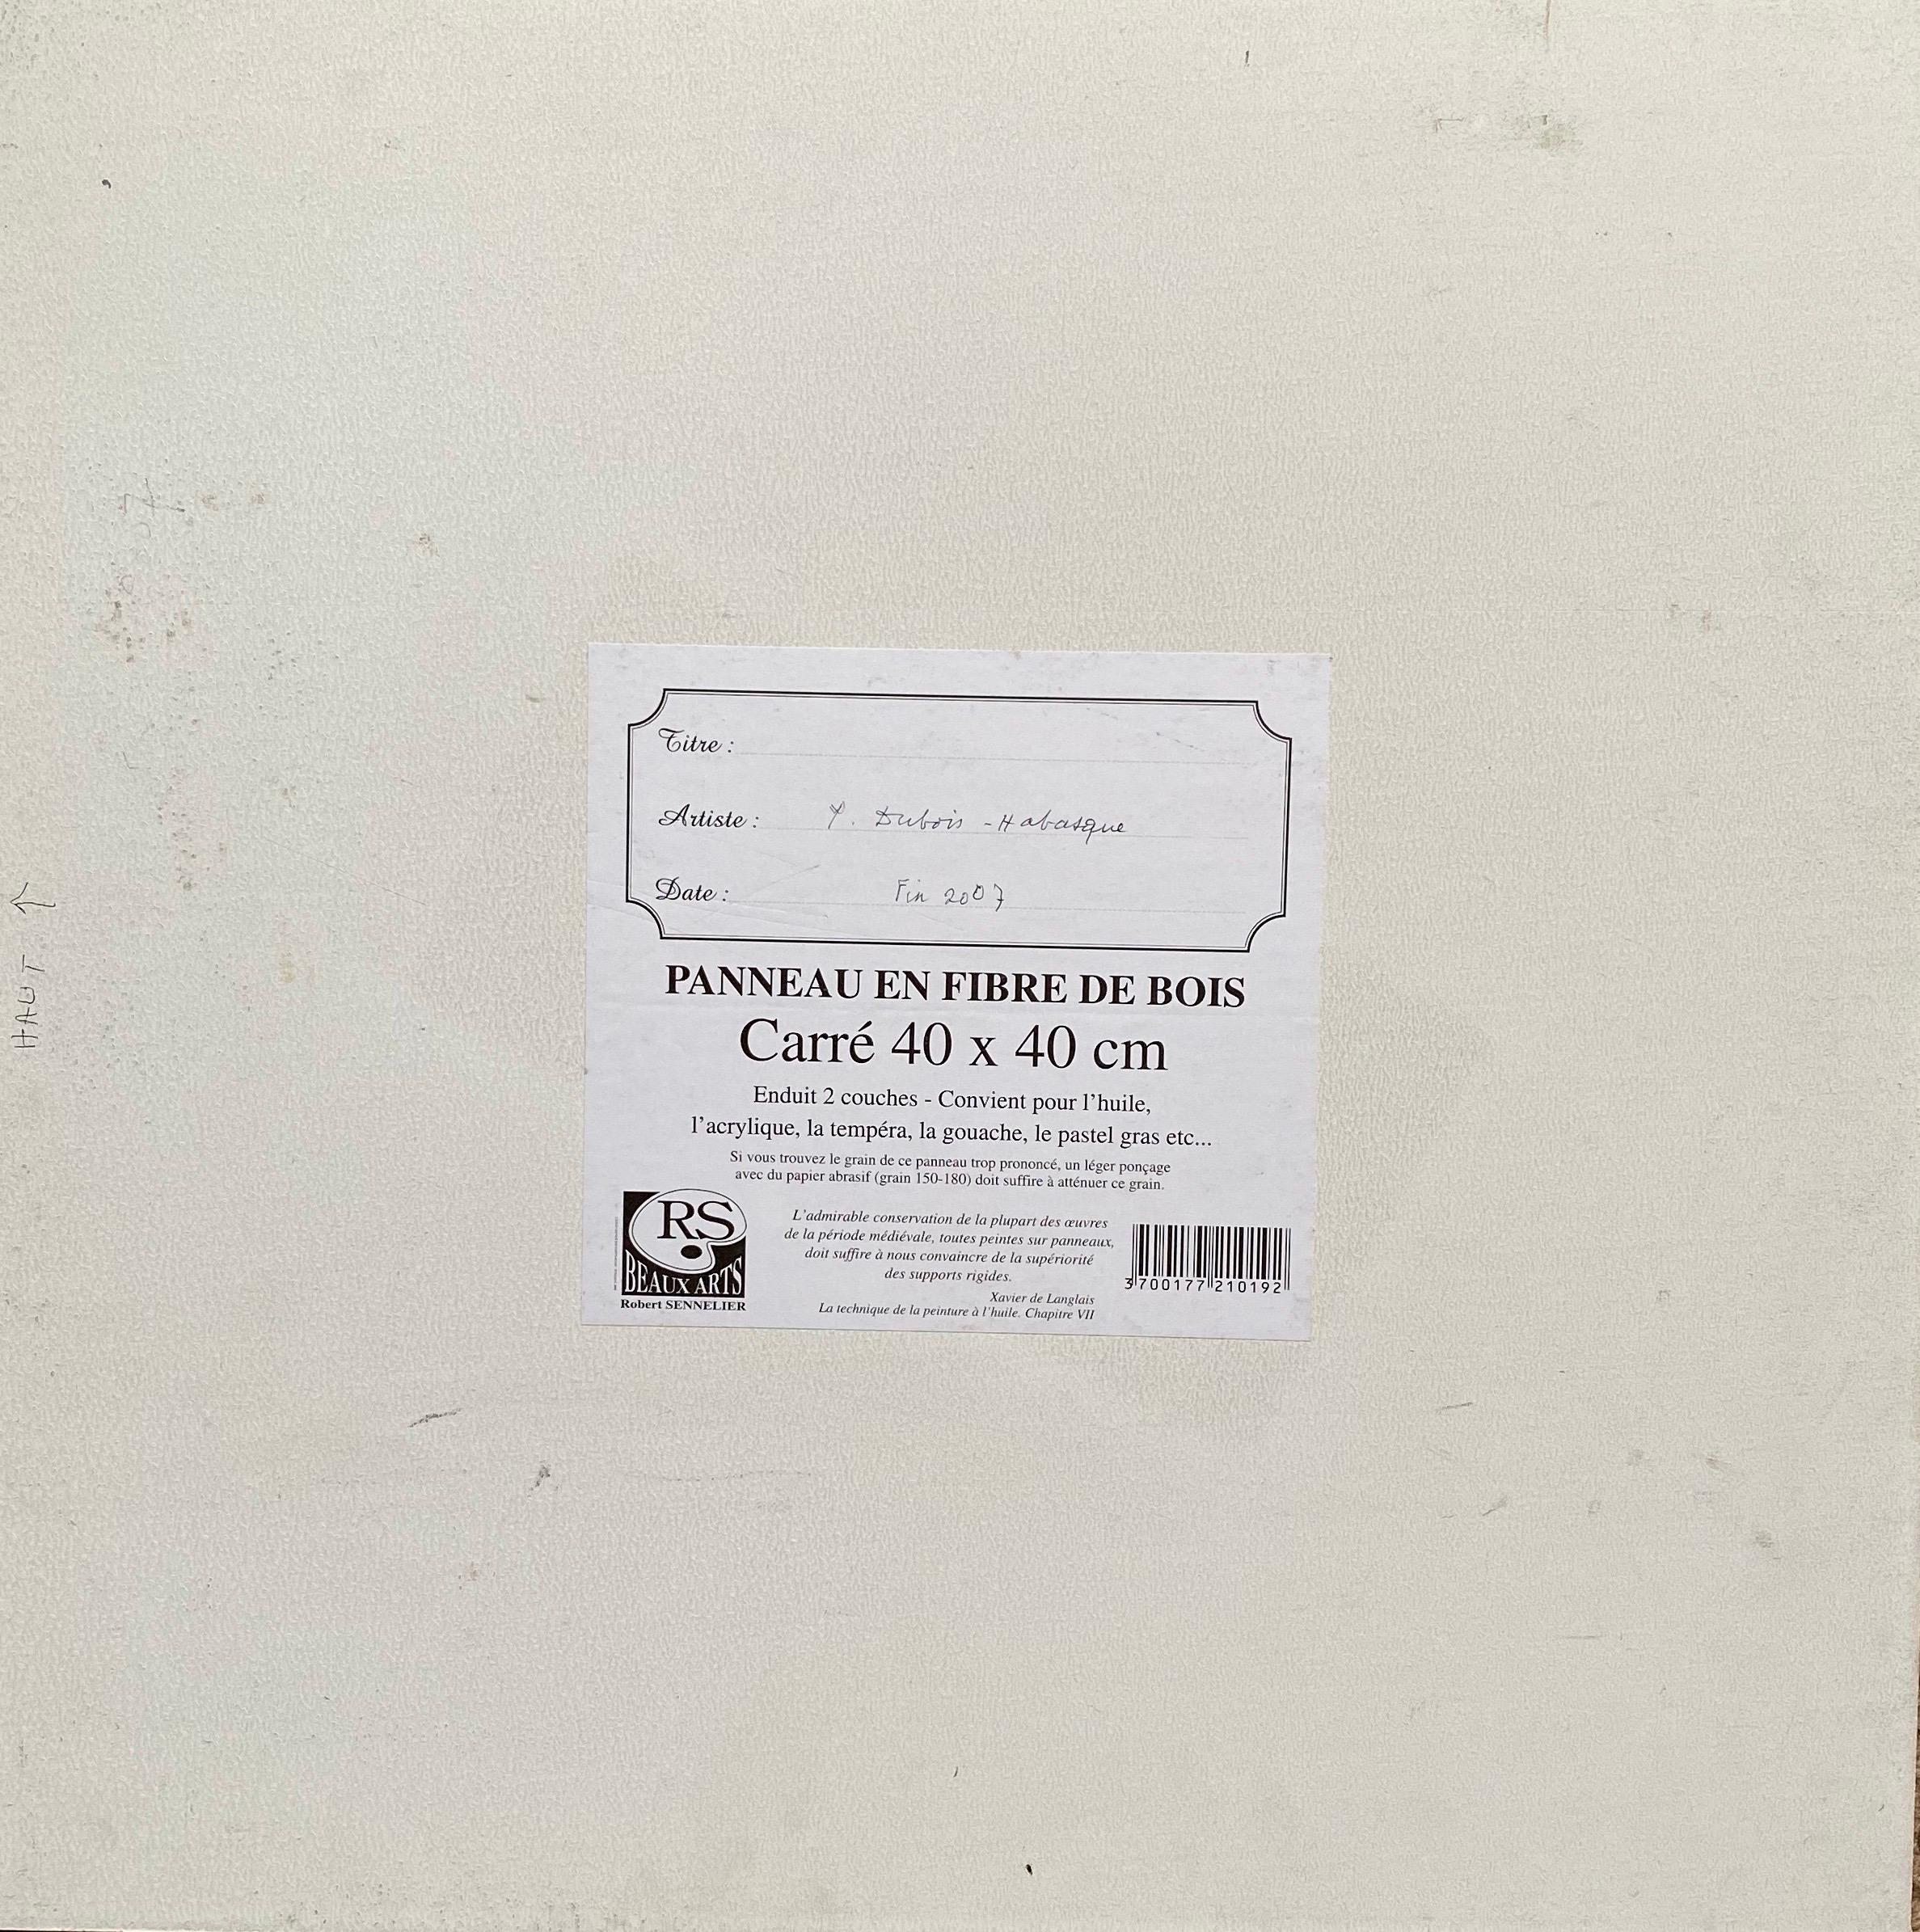 HAUT ↑
Titre :
Artiste : Y. Dubois - Habasque
Date : Fin 2007
PANNEAU EN FIBRE DE BOIS
Carré 40 x 40 cm
Enduit 2 couches - Convient pour l'huile,
l'acrylique, la tempéra, la gouache, le pastel gras etc...
Si vous trouvez le grain de ce panneau trop prononcé, un léger ponçage
avec du papier abrasif (grain 150-180) doit suffire à atténuer ce grain.
RS
BEAUX ARTS
Robert SENNELIER
L'admirable conservation de la plupart des œuvres
de la période médiévale, toutes peintes sur panneaux,
doit suffire à nous convaincre de la supériorité
des supports rigides.
Xavier de Langlais
La technique de la peinture à l'huile. Chapitre VII
3 700177 210192